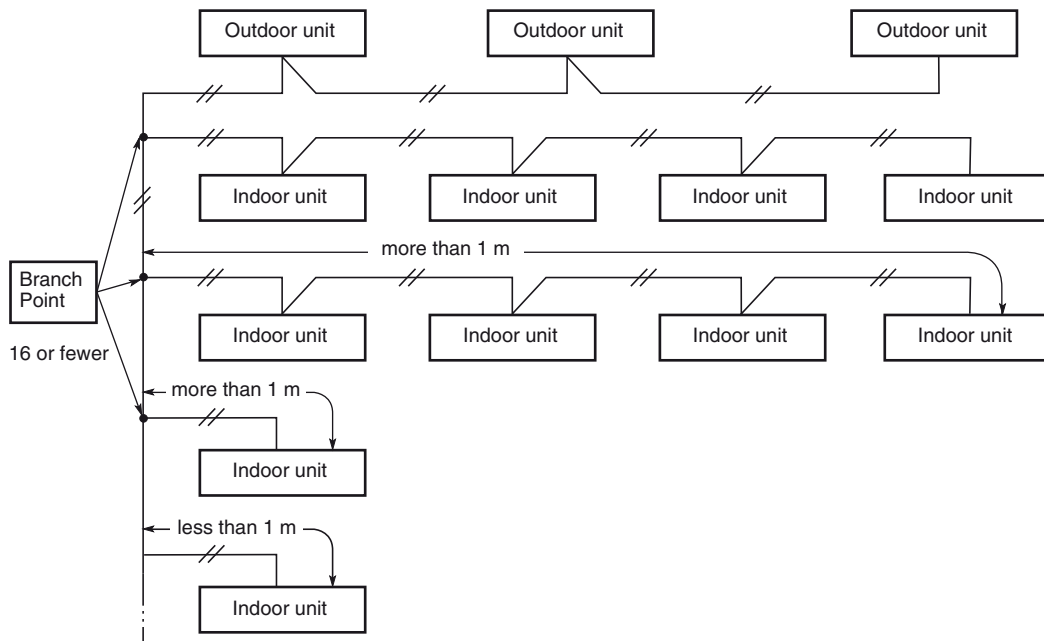 Outdoor unit
Outdoor unit
Outdoor unit
Indoor unit
Indoor unit
Indoor unit
Indoor unit
more than 1 m
Branch
Point
16 or fewer
Indoor unit
Indoor unit
Indoor unit
Indoor unit
more than 1 m
Indoor unit
less than 1 m
Indoor unit